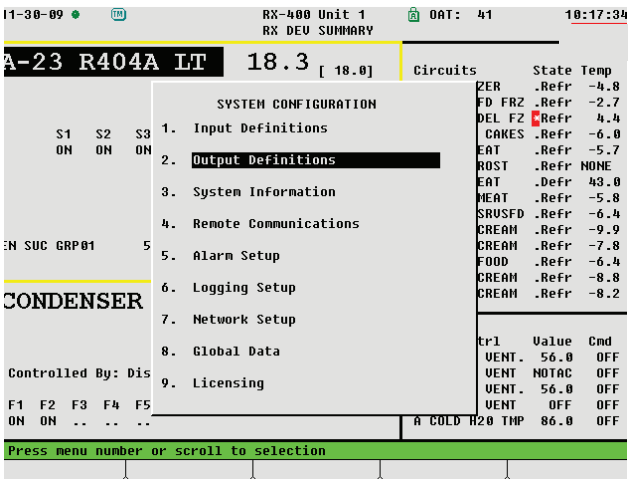 11-30-09 TM RX-400 Unit 1 OAT: 41 10:17:34
RX DEV SUMMARY
A-23 R404A LT 18.3 [ 18.0]
Circuits State Temp
ZER .Refr -4.8
FD FRZ .Refr -2.7
DEL FZ *Refr 4.4
CAKES .Refr -6.0
EAT .Refr -5.7
ROST .Refr NONE
EAT .Defr 43.0
MEAT .Refr -5.8
SRVSFD .Refr -6.4
CREAM .Refr -9.9
CREAM .Refr -7.8
FOOD .Refr -6.4
CREAM .Refr -8.8
CREAM .Refr -8.2
S1 S2 S3
ON ON ON
EN SUC GRP01 5
CONDENSER
Controlled By: Dis
F1 F2 F3 F4 F5
ON ON .. .. ..
SYSTEM CONFIGURATION
1. Input Definitions
2. Output Definitions
3. System Information
4. Remote Communications
5. Alarm Setup
6. Logging Setup
7. Network Setup
8. Global Data
9. Licensing
trl Value Cmd
VENT. 56.0 OFF
VENT NOTAC OFF
VENT. 56.0 OFF
VENT OFF OFF
A COLD H20 TMP 86.0 OFF
Press menu number or scroll to selection